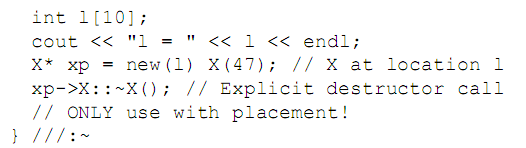 int l[10];
cout << "l = " << l << endl;
X* xp = new(l) X(47); // X at location l
xp->X::~X(); // Explicit destructor call
// ONLY use with placement!
} ///:~